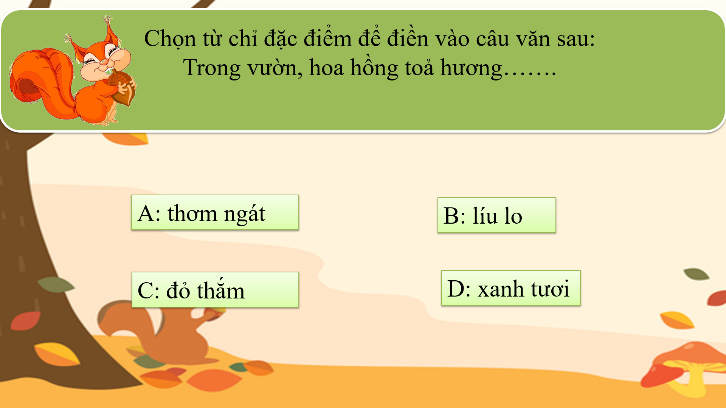 Chọn từ chỉ đặc điểm để điền vào câu văn sau:
Trong vườn, hoa hồng toả hương…….
A: thơm ngát
B: líu lo
C: đỏ thắm
D: xanh tươi